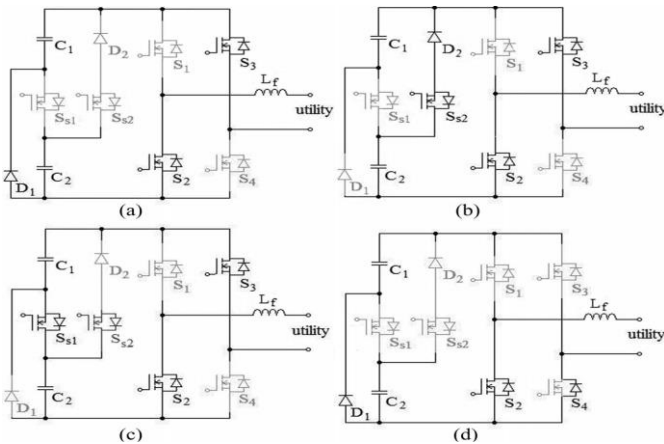 C1
D2
S1
S3
Lf
utility
Ss1
Ss2
C2
D1
S2
S4
(a)
C1
D2
S1
S3
Lf
utility
Ss1
Ss2
C2
D1
S2
S4
(b)
C1
D2
S1
S3
Lf
utility
Ss1
Ss2
C2
D1
S2
S4
(c)
C1
D2
S1
S3
Lf
utility
Ss1
Ss2
C2
D1
S2
S4
(d)